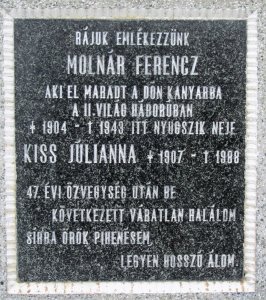 RÁJUK EMLÉKEZZÜNK
MOLNÁR FERENCZ
AKI EL MARADT A DON KANYARBA
A II. VILÁG HÁBORÚBAN
* 1904 - † 1943 ITT NYUGSZIK NEJE
KISS JÚLIANNA * 1907 - † 1988
47. ÉVI ÖZVEGYSÉG UTÁN BE
KÖVETKEZETT VÁRATLAN HALÁLOM
SÍRBA ÖRÖK PIHENÉSEM,
LEGYEN HOSSZÚ ÁLOM.